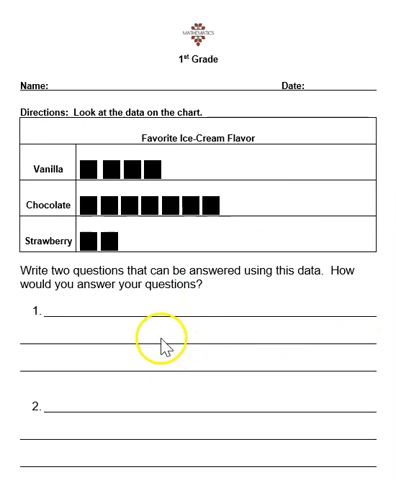 MATHEMATICS
1st Grade
Name: Date:
Directions: Look at the data on the chart.
Favorite Ice-Cream Flavor
Vanilla
Chocolate
Strawberry
Write two questions that can be answered using this data. How
would you answer your questions?
1.
2.